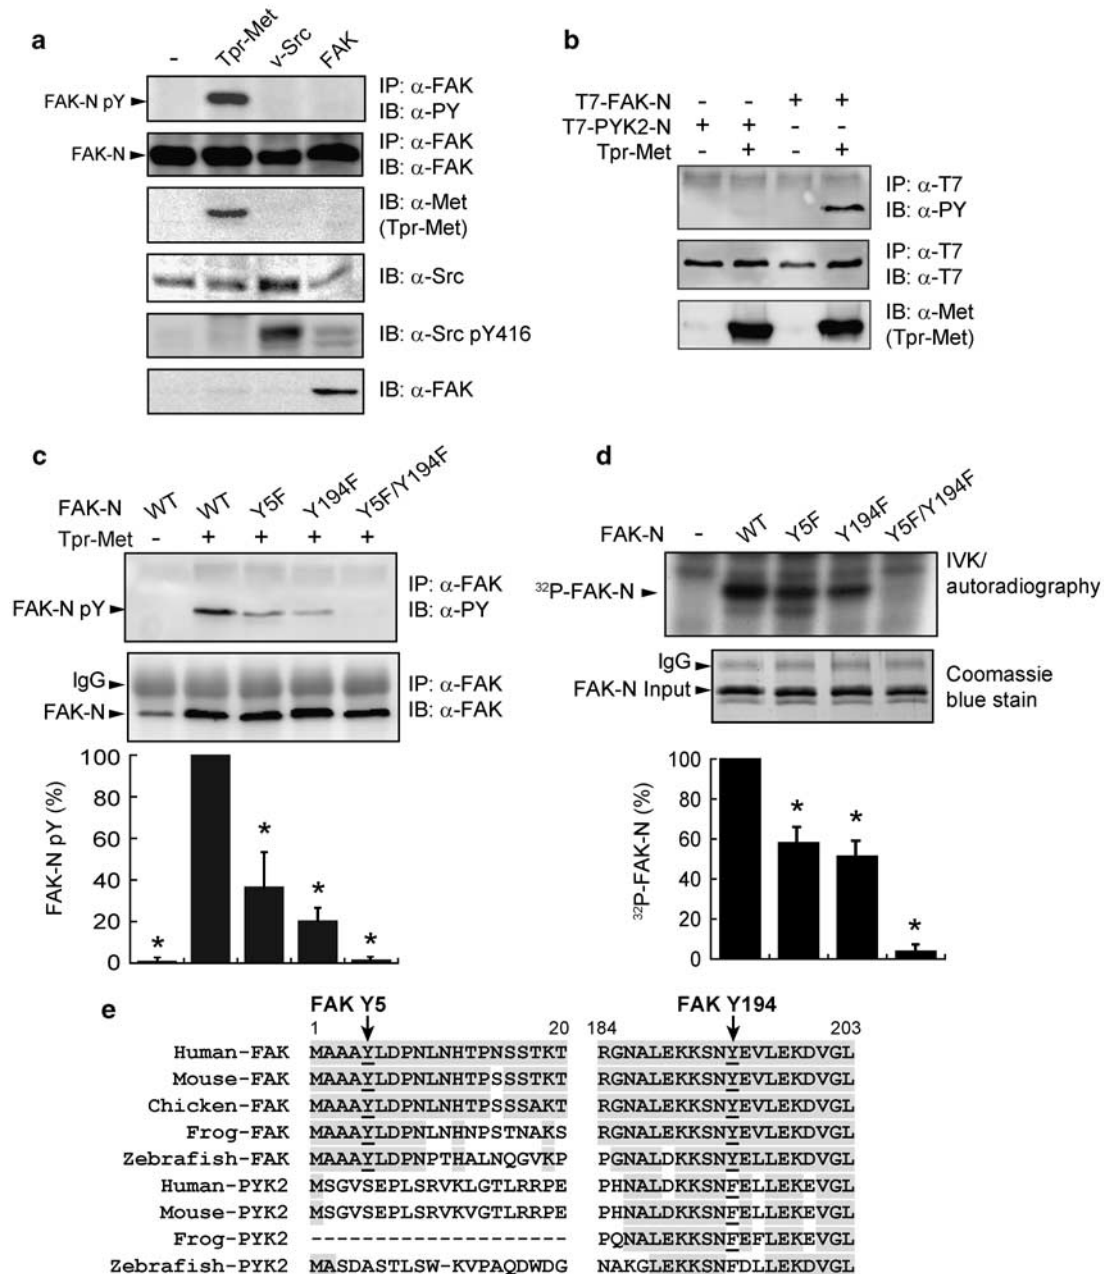 a
- Tpr-Met v-Src FAK
FAK-N pY
IP: α-FAK
IB: α-PY
FAK-N
IP: α-FAK
IB: α-FAK
IB: α-Met
(Tpr-Met)
IB: α-Src
IB: α-Src pY416
IB: α-FAK
b
T7-FAK-N - - + +
T7-PYK2-N + + - -
Tpr-Met - + - +
IP: α-T7
IB: α-PY
IP: α-T7
IB: α-T7
IB: α-Met
(Tpr-Met)
c
FAK-N WT WT Y5F Y194F Y5F/Y194F
Tpr-Met - + + + +
FAK-N pY
IP: α-FAK
IB: α-PY
IgG
FAK-N
IP: α-FAK
IB: α-FAK
FAK-N pY (%)
100
80
60
40
20
0
* * * *
d
FAK-N - WT Y5F Y194F Y5F/Y194F
32P-FAK-N
IVK/
autoradiography
IgG
FAK-N Input
Coomassie
blue stain
32P-FAK-N (%)
100
80
60
40
20
0
* * *
e
FAK Y5 FAK Y194
1 20 184 203
Human-FAK MAAAYLDPNLNHTPNSSTKT RGNALEKKSNYEVLEKDVGL
Mouse-FAK MAAAYLDPNLNHTPSSSTKT RGNALEKKSNYEVLEKDVGL
Chicken-FAK MAAAYLDPNLNHTPSSSAKT RGNALEKKSNYEVLEKDVGL
Frog-FAK MAAAYLDPNLNHNPSTNAKS RGNALEKKSNYEVLEKDVGL
Zebrafish-FAK MAAAYLDPNPTHALNQGVKP PGNALDKKSNYEVLEKDVGL
Human-PYK2 MSGVSEPLSRVKLGTLRRPE PHNALDKKSNFELLEKEVGL
Mouse-PYK2 MSGVSEPLSRVKVGTLRRPE PHNALDKKSNFELLEKEVGL
Frog-PYK2 -------------------- PQNALEKKSNFEFLEKDVGL
Zebrafish-PYK2 MASDASTLSW-KVPAQDWDG NAKGLEKKSNFDLLEKDVGL